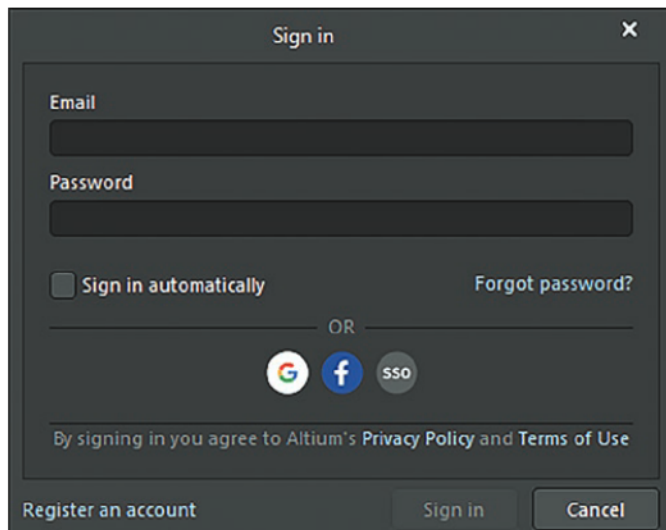 Sign in
Email
Password
Sign in automatically
Forgot password?
OR
G f SSO
By signing in you agree to Altium's Privacy Policy and Terms of Use
Register an account
Sign in
Cancel